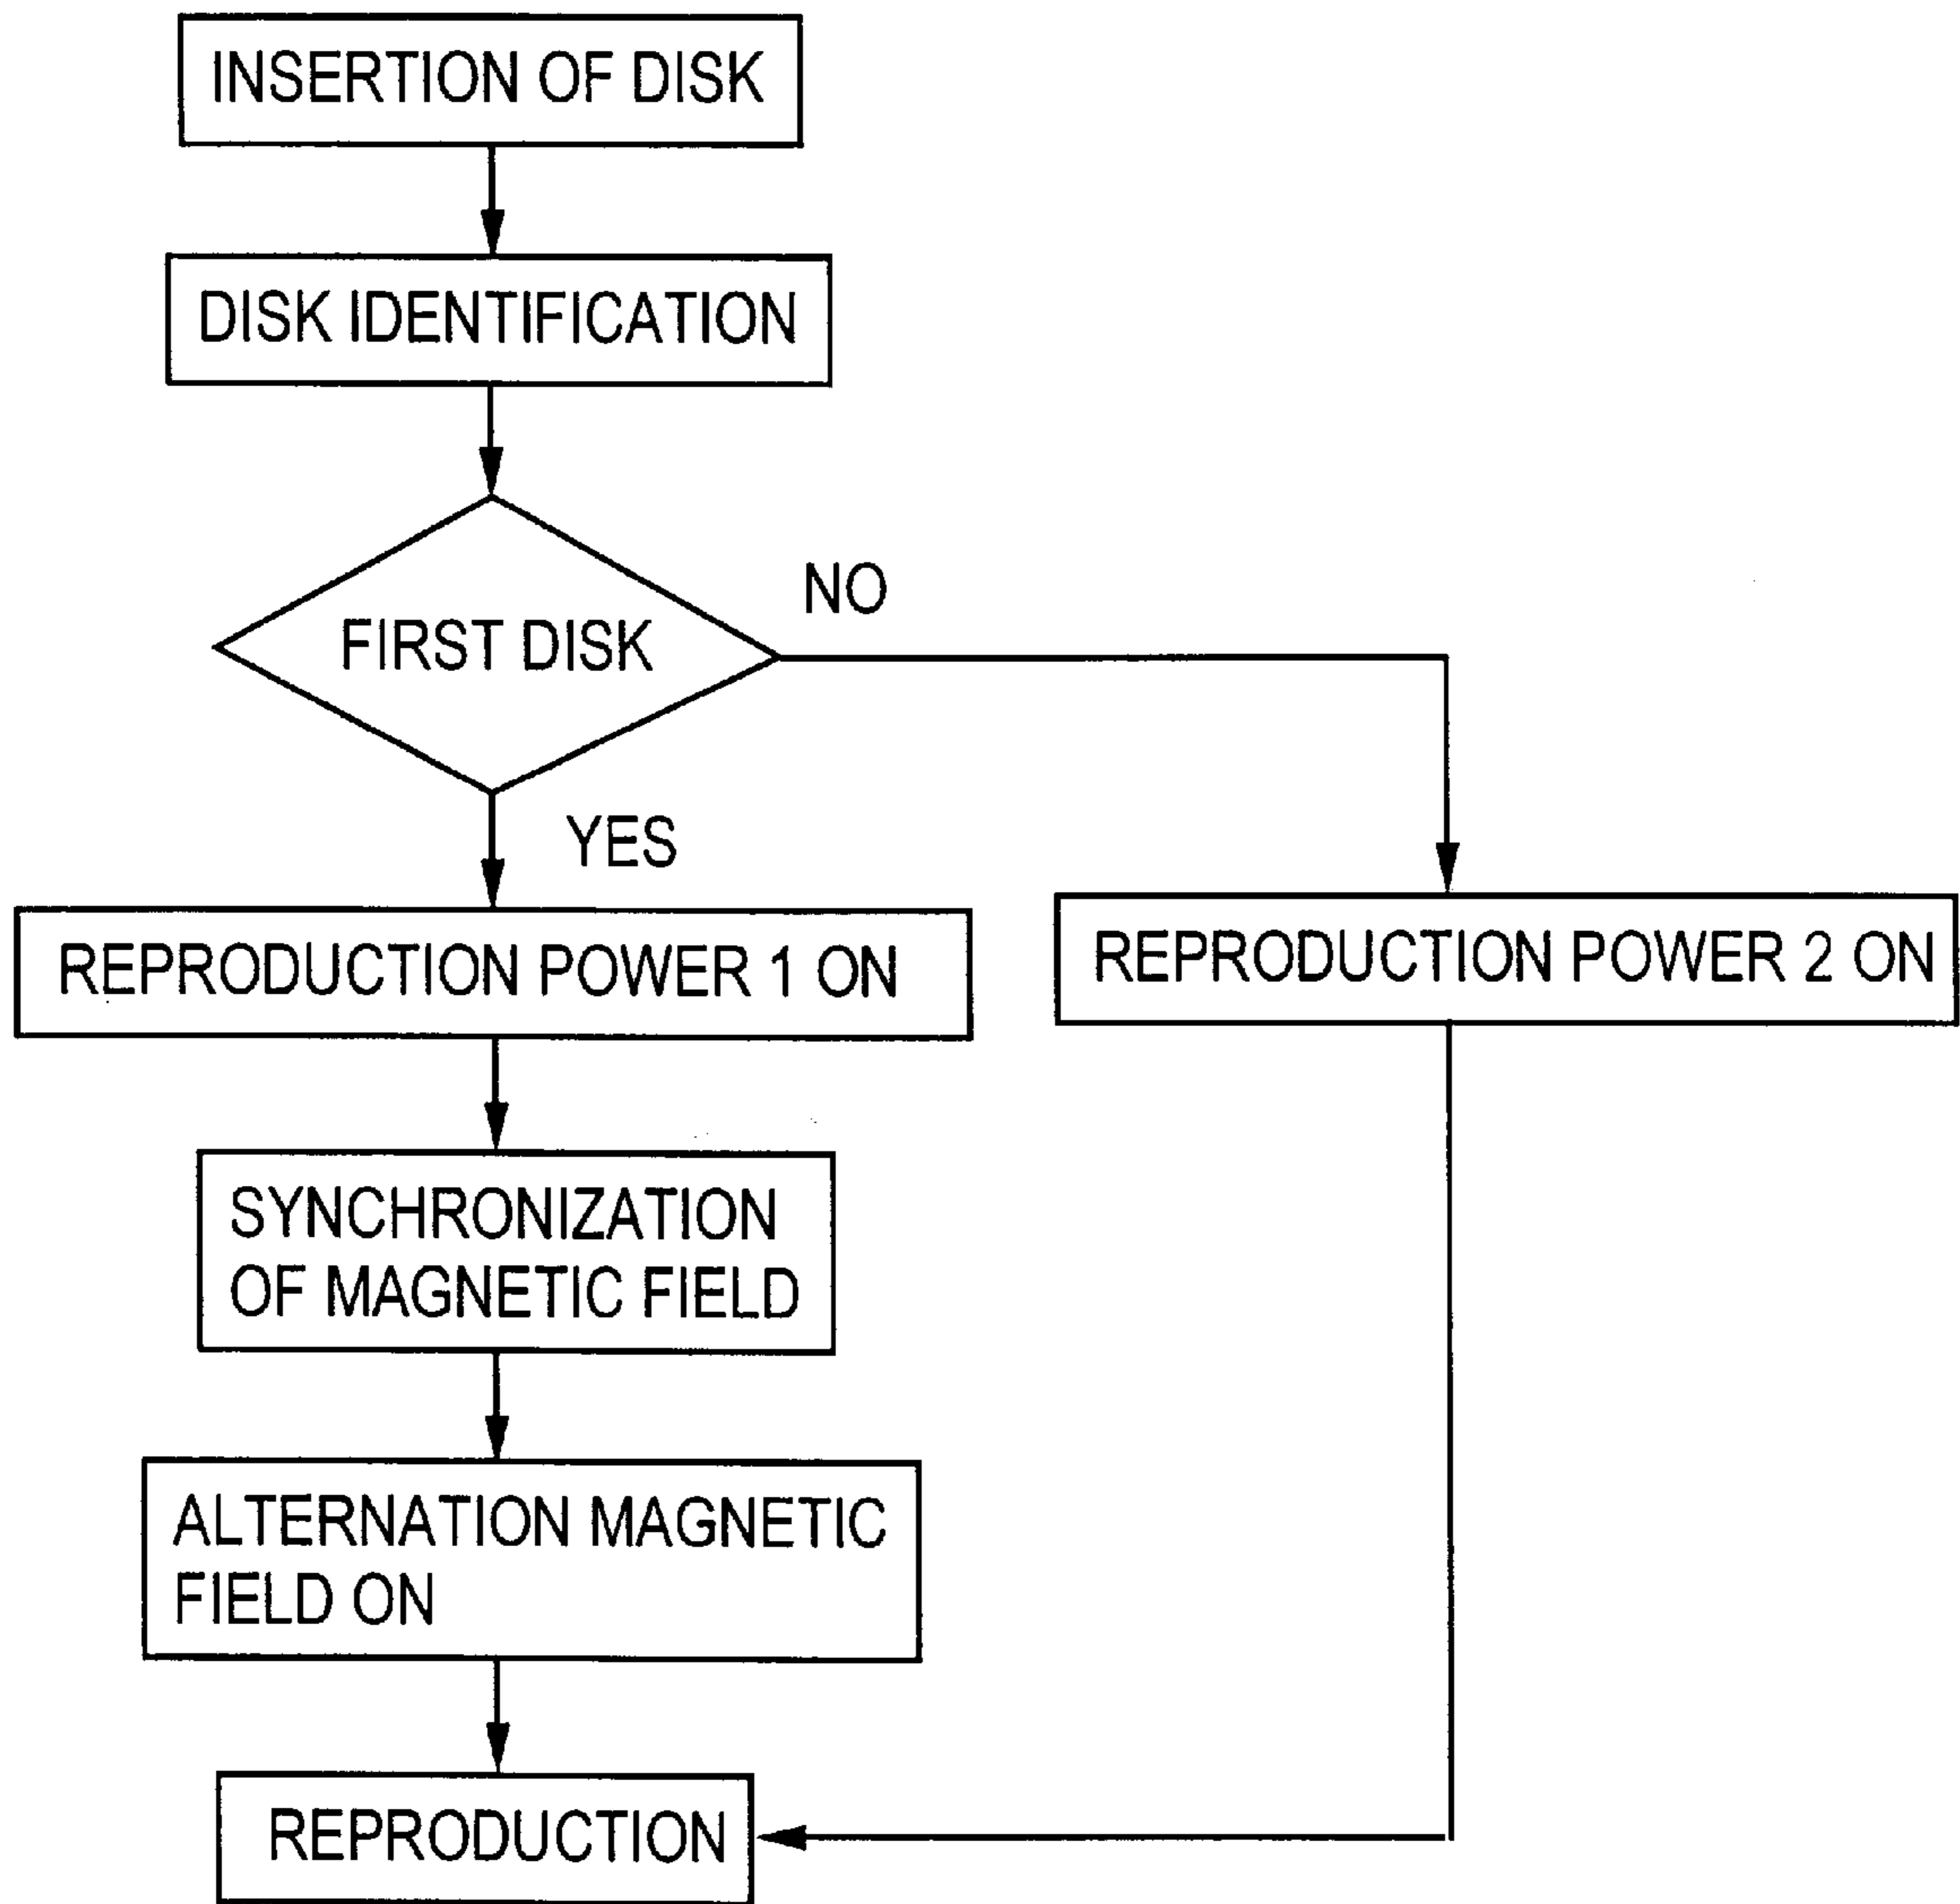 INSERTION OF DISK
DISK IDENTIFICATION
FIRST DISK
NO
YES
REPRODUCTION POWER 1 ON
REPRODUCTION POWER 2 ON
SYNCHRONIZATION
OF MAGNETIC FIELD
ALTERNATION MAGNETIC
FIELD ON
REPRODUCTION